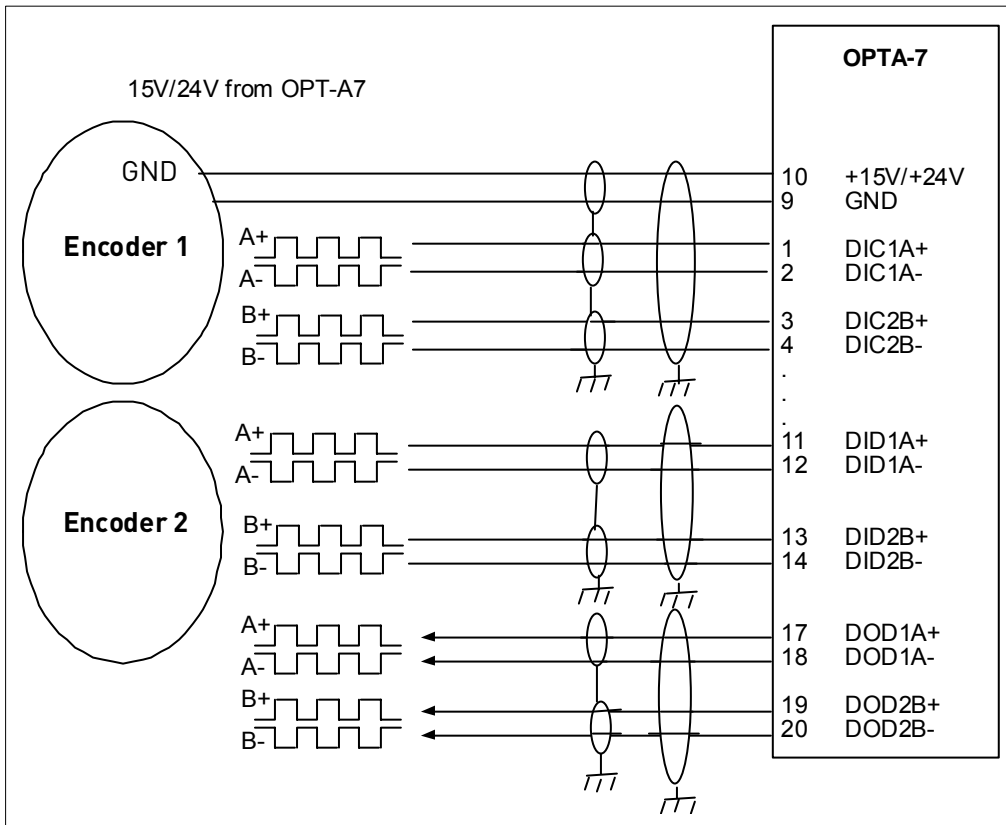 OPTA-7
15V/24V from OPT-A7
GND
10 +15V/+24V
9 GND
Encoder 1
A+
A-
1 DIC1A+
2 DIC1A-
B+
B-
3 DIC2B+
4 DIC2B-
.
.
.
A+
A-
11 DID1A+
12 DID1A-
Encoder 2
B+
B-
13 DID2B+
14 DID2B-
A+
A-
17 DOD1A+
18 DOD1A-
B+
B-
19 DOD2B+
20 DOD2B-